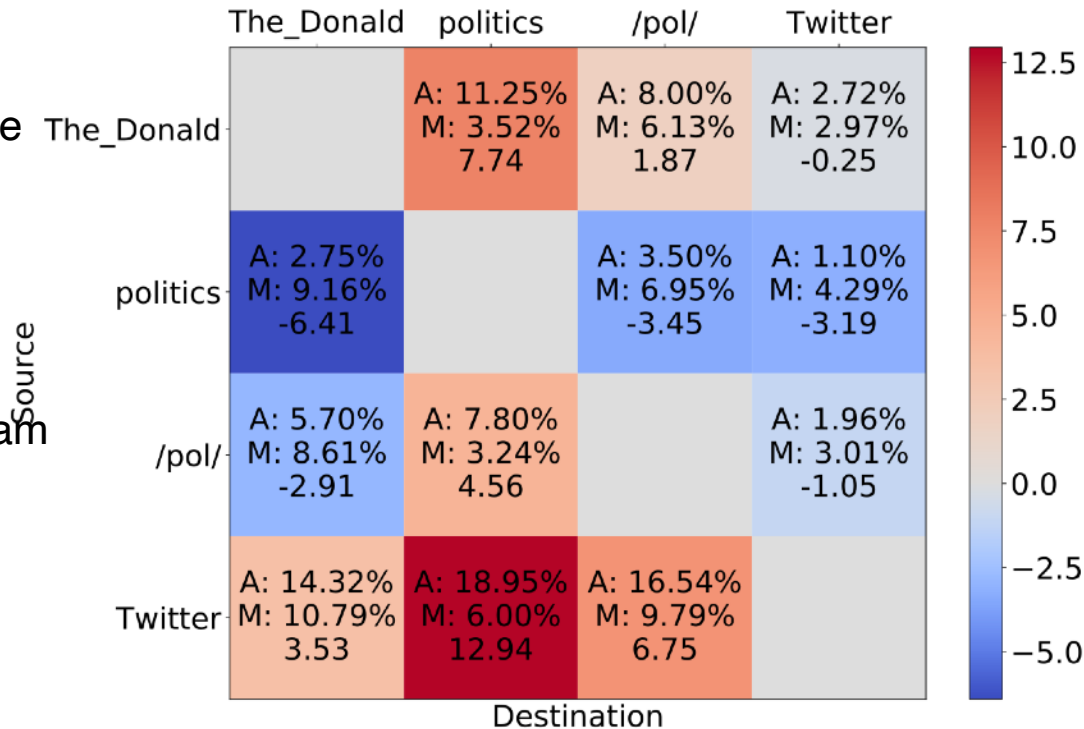 The_Donald politics /pol/ Twitter
e
The_Donald
A: 11.25%
M: 3.52%
7.74
A: 8.00%
M: 6.13%
1.87
A: 2.72%
M: 2.97%
-0.25
politics
A: 2.75%
M: 9.16%
-6.41
A: 3.50%
M: 6.95%
-3.45
A: 1.10%
M: 4.29%
-3.19
Source
am
/pol/
A: 5.70%
M: 8.61%
-2.91
A: 7.80%
M: 3.24%
4.56
A: 1.96%
M: 3.01%
-1.05
Twitter
A: 14.32%
M: 10.79%
3.53
A: 18.95%
M: 6.00%
12.94
A: 16.54%
M: 9.79%
6.75
Destination
12.5
10.0
7.5
5.0
2.5
0.0
−2.5
−5.0